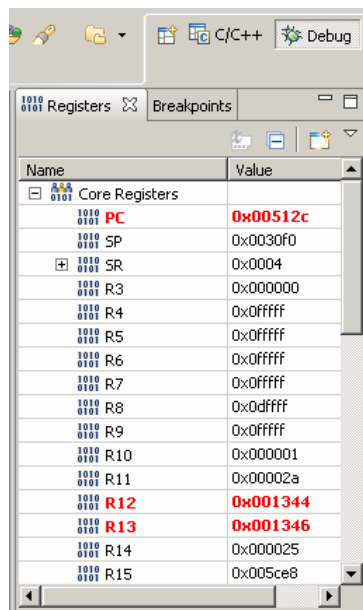 C/C++ Debug
Registers Breakpoints
Name Value
Core Registers
PC 0x00512c
SP 0x0030f0
SR 0x0004
R3 0x000000
R4 0x0fffff
R5 0x0fffff
R6 0x0fffff
R7 0x0fffff
R8 0x0dffff
R9 0x0fffff
R10 0x000001
R11 0x00002a
R12 0x001344
R13 0x001346
R14 0x000025
R15 0x005ce8